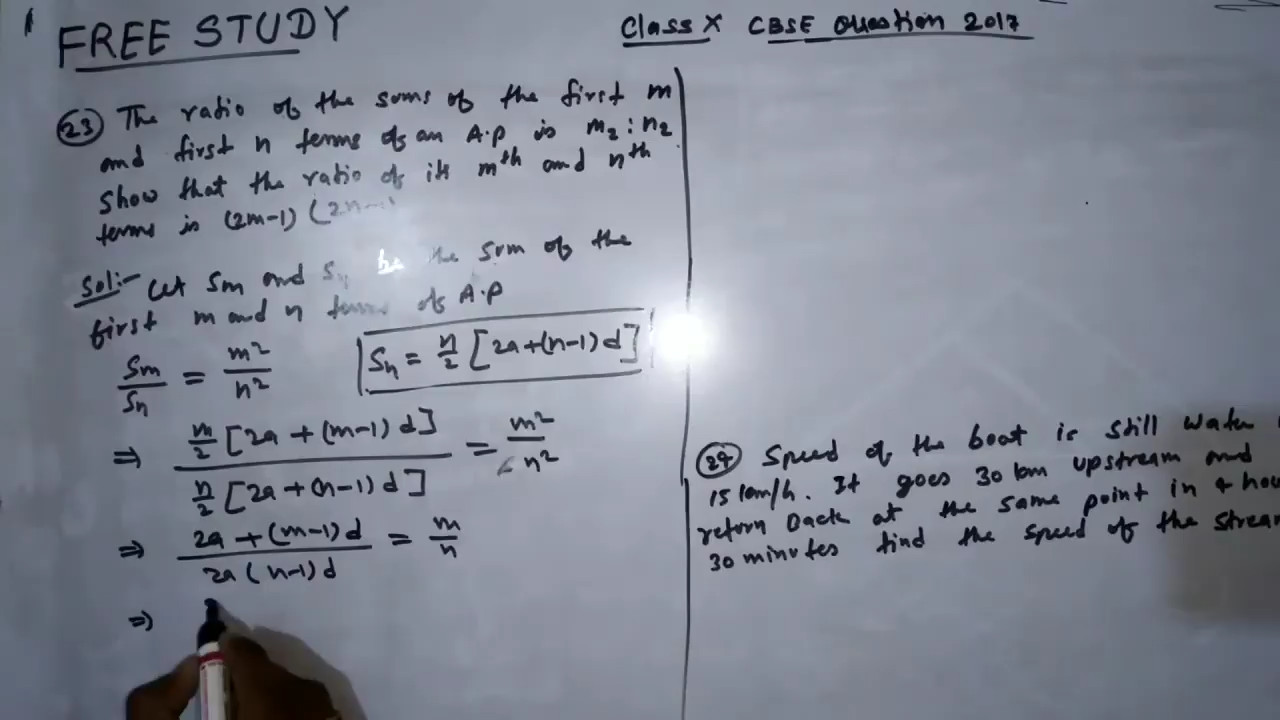 FREE STUDY
Class X CBSE Question 2017
23 The ratio of the sums of the first m
and first n terms of an A.P is m2 : n2
Show that the ratio of its mth and nth
terms is (2m-1) (2n-
Sol:- Let Sm and Sn be the sum of the
first m and n terms of A.P
Sm/Sn = m²/n²
Sn = n/2 [2a+(n-1)d]
⇒ m/2 [2a + (m-1) d] / n/2 [2a + (n-1) d] = m²/n²
⇒ 2a + (m-1) d / 2a (n-1) d = m/n
⇒
Speed of the boat is still water
15 km/h. It goes 30 km upstream and
return back at the same point in 4 hou
30 minutes find the speed of the stream